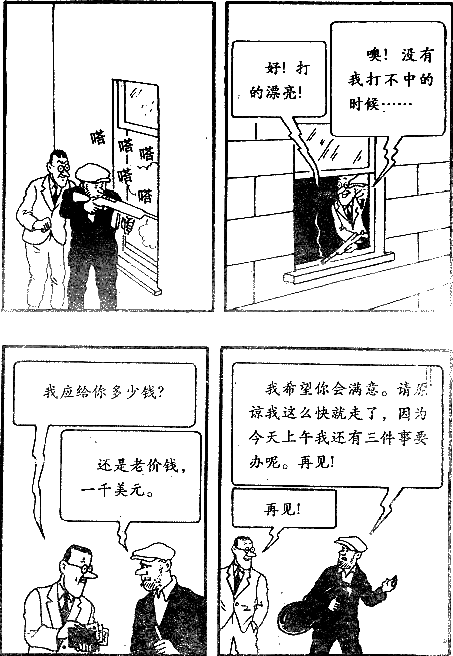 嗒
嗒
嗒
嗒
嗒
嗒
好！打
的漂亮！
噢！没有
我打不中的
时候……
我应给你多少钱？
还是老价钱，
一千美元。
我希望你会满意。请原
谅我这么快就走了，因为
今天上午我还有三件事要
办呢。再见！
再见！